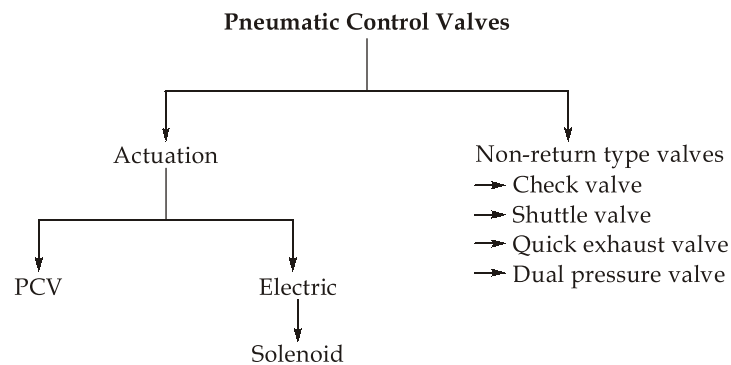 Pneumatic Control Valves
Actuation
Non-return type valves
Check valve
Shuttle valve
Quick exhaust valve
Dual pressure valve
PCV
Electric
Solenoid